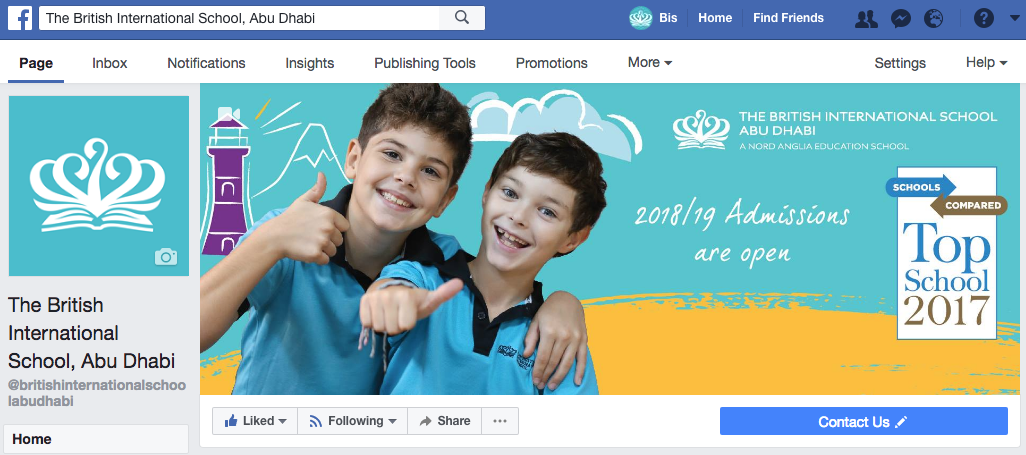 The British International School, Abu Dhabi
Bis
Home
Find Friends
Page
Inbox
Notifications
Insights
Publishing Tools
Promotions
More
Settings
Help
THE BRITISH INTERNATIONAL SCHOOL
ABU DHABI
A NORD ANGLIA EDUCATION SCHOOL
2018/19 Admissions
are open
SCHOOLS
COMPARED
Top
School
2017
The British
International
School, Abu Dhabi
@britishinternationalschoo
labudhabi
Home
Liked
Following
Share
Contact Us